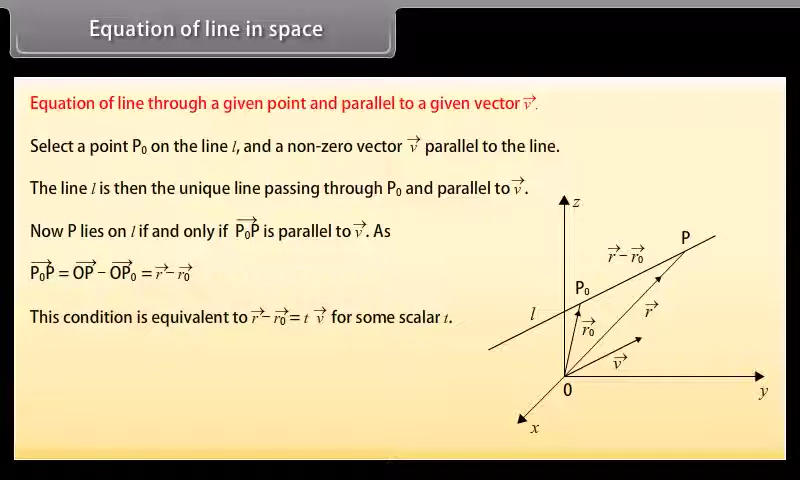 Equation of line in space
Equation of line through a given point and parallel to a given vector v⃗.
Select a point P₀ on the line l, and a non-zero vector v⃗ parallel to the line.
The line l is then the unique line passing through P₀ and parallel to v⃗.
Now P lies on l if and only if P₀P⃗ is parallel to v⃗. As
P₀P⃗ = OP⃗ – OP₀⃗ = r⃗ – r₀⃗
This condition is equivalent to r⃗ – r₀⃗ = t v⃗ for some scalar t.
z
P
r⃗ – r₀⃗
P₀
l
r⃗
r₀⃗
v⃗
O
y
x